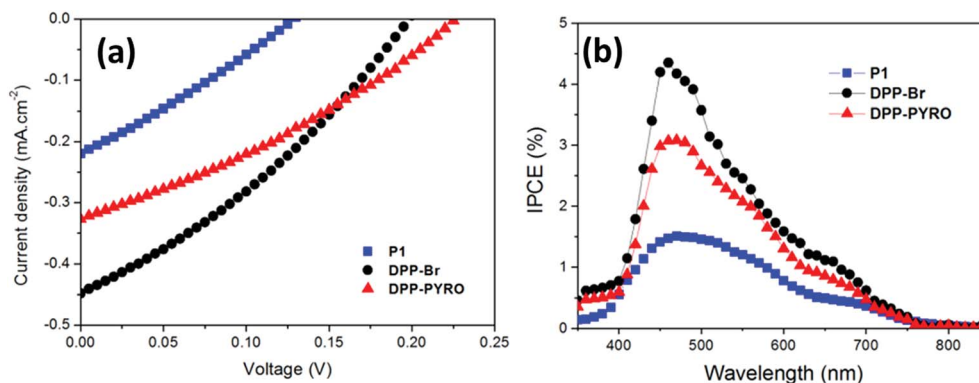 (a)
Current density (mA.cm⁻²)
0.0
-0.1
-0.2
-0.3
-0.4
-0.5
P1
DPP-Br
DPP-PYRO
0.00 0.05 0.10 0.15 0.20 0.25
Voltage (V)
(b)
IPCE (%)
5
4
3
2
1
0
P1
DPP-Br
DPP-PYRO
400 500 600 700 800
Wavelength (nm)